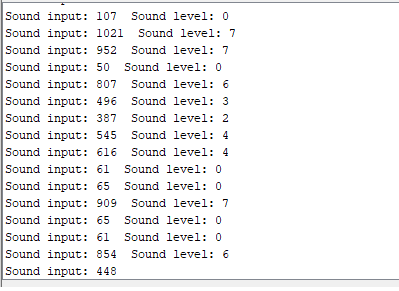 Sound input: 107  Sound level: 0
Sound input: 1021  Sound level: 7
Sound input: 952  Sound level: 7
Sound input: 50  Sound level: 0
Sound input: 807  Sound level: 6
Sound input: 496  Sound level: 3
Sound input: 387  Sound level: 2
Sound input: 545  Sound level: 4
Sound input: 616  Sound level: 4
Sound input: 61  Sound level: 0
Sound input: 65  Sound level: 0
Sound input: 909  Sound level: 7
Sound input: 65  Sound level: 0
Sound input: 61  Sound level: 0
Sound input: 854  Sound level: 6
Sound input: 448